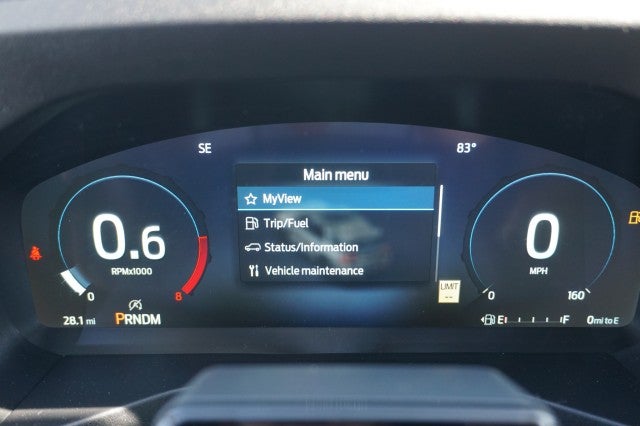 SE 83°
Main menu
MyView
Trip/Fuel
Status/Information
Vehicle maintenance
0.6
RPMx1000
0 8
0
MPH
0 160
LIMIT
--
28.1 mi PRNDM
E F 0 mi to E